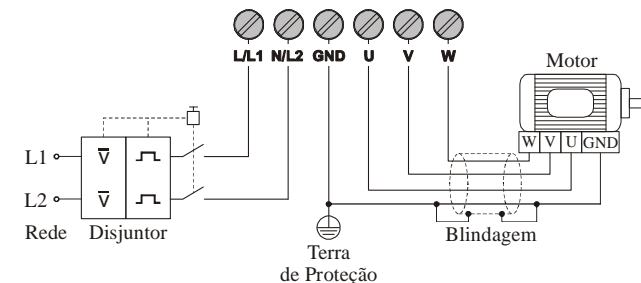 L/L1 N/L2 GND U V W
Motor
W V U GND
L1 V̅
L2 V̅
Rede Disjuntor
Blindagem
Terra
de Proteção